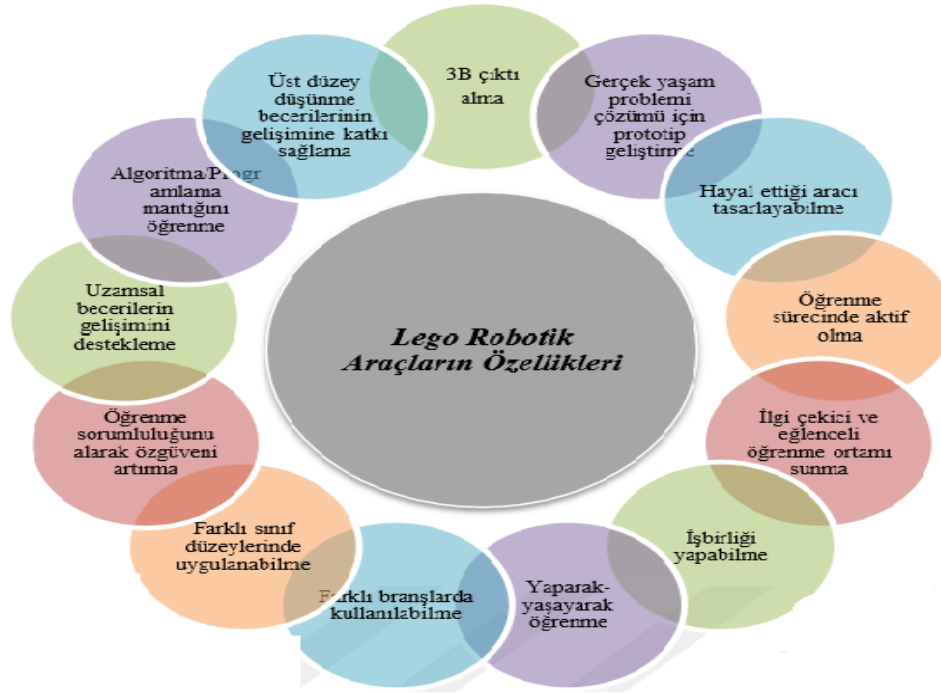 3B çıktı
alma
Gerçek yaşam
problemi
çözümü için
prototip
geliştirme
Hayal ettiği aracı
tasarlayabilme
Öğrenme
sürecinde aktif
olma
İlgi çekici ve
eğlenceli
öğrenme ortamı
sunma
İşbirliği
yapabilme
Yaparak-
yaşayarak
öğrenme
Farklı branşlarda
kullanılabilme
Farklı sınıf
düzeylerinde
uygulanabilme
Öğrenme
sorumluluğunu
alarak özgüveni
artırma
Uzamsal
becerilerin
gelişimini
destekleme
Algoritma/Progr
amlama
mantığını
öğrenme
Üst düzey
düşünme
becerilerinin
gelişimine katkı
sağlama
Lego Robotik
Araçların Özellikleri